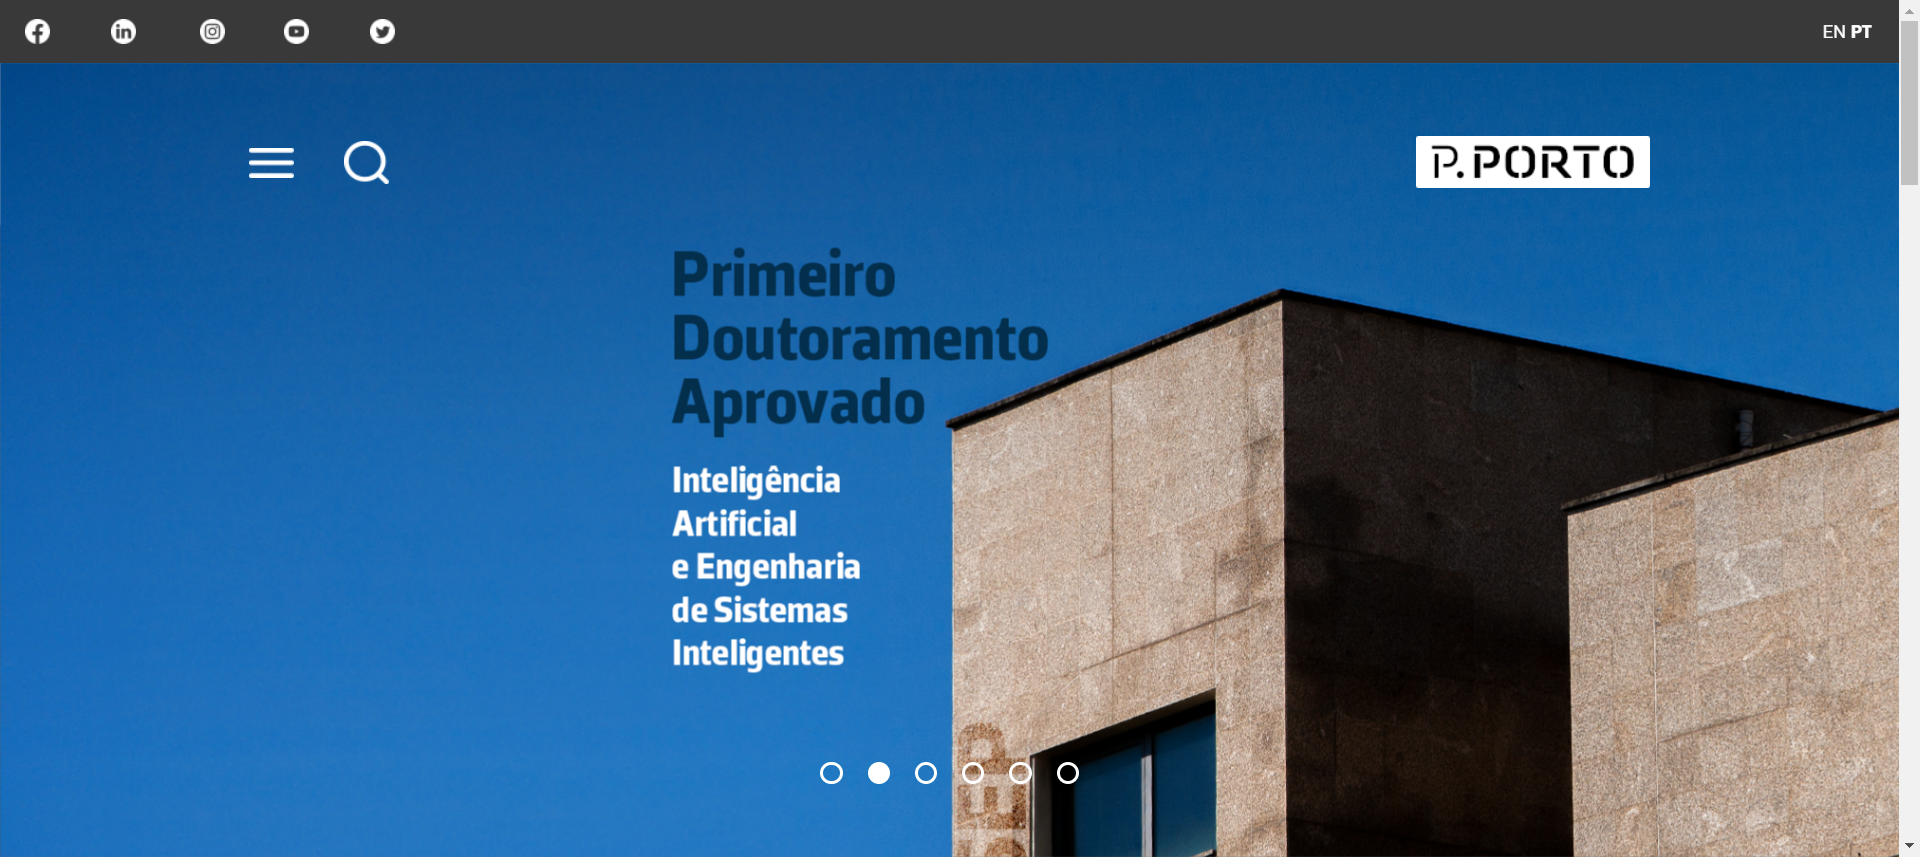 EN PT
P.PORTO
Primeiro
Doutoramento
Aprovado
Inteligência
Artificial
e Engenharia
de Sistemas
Inteligentes